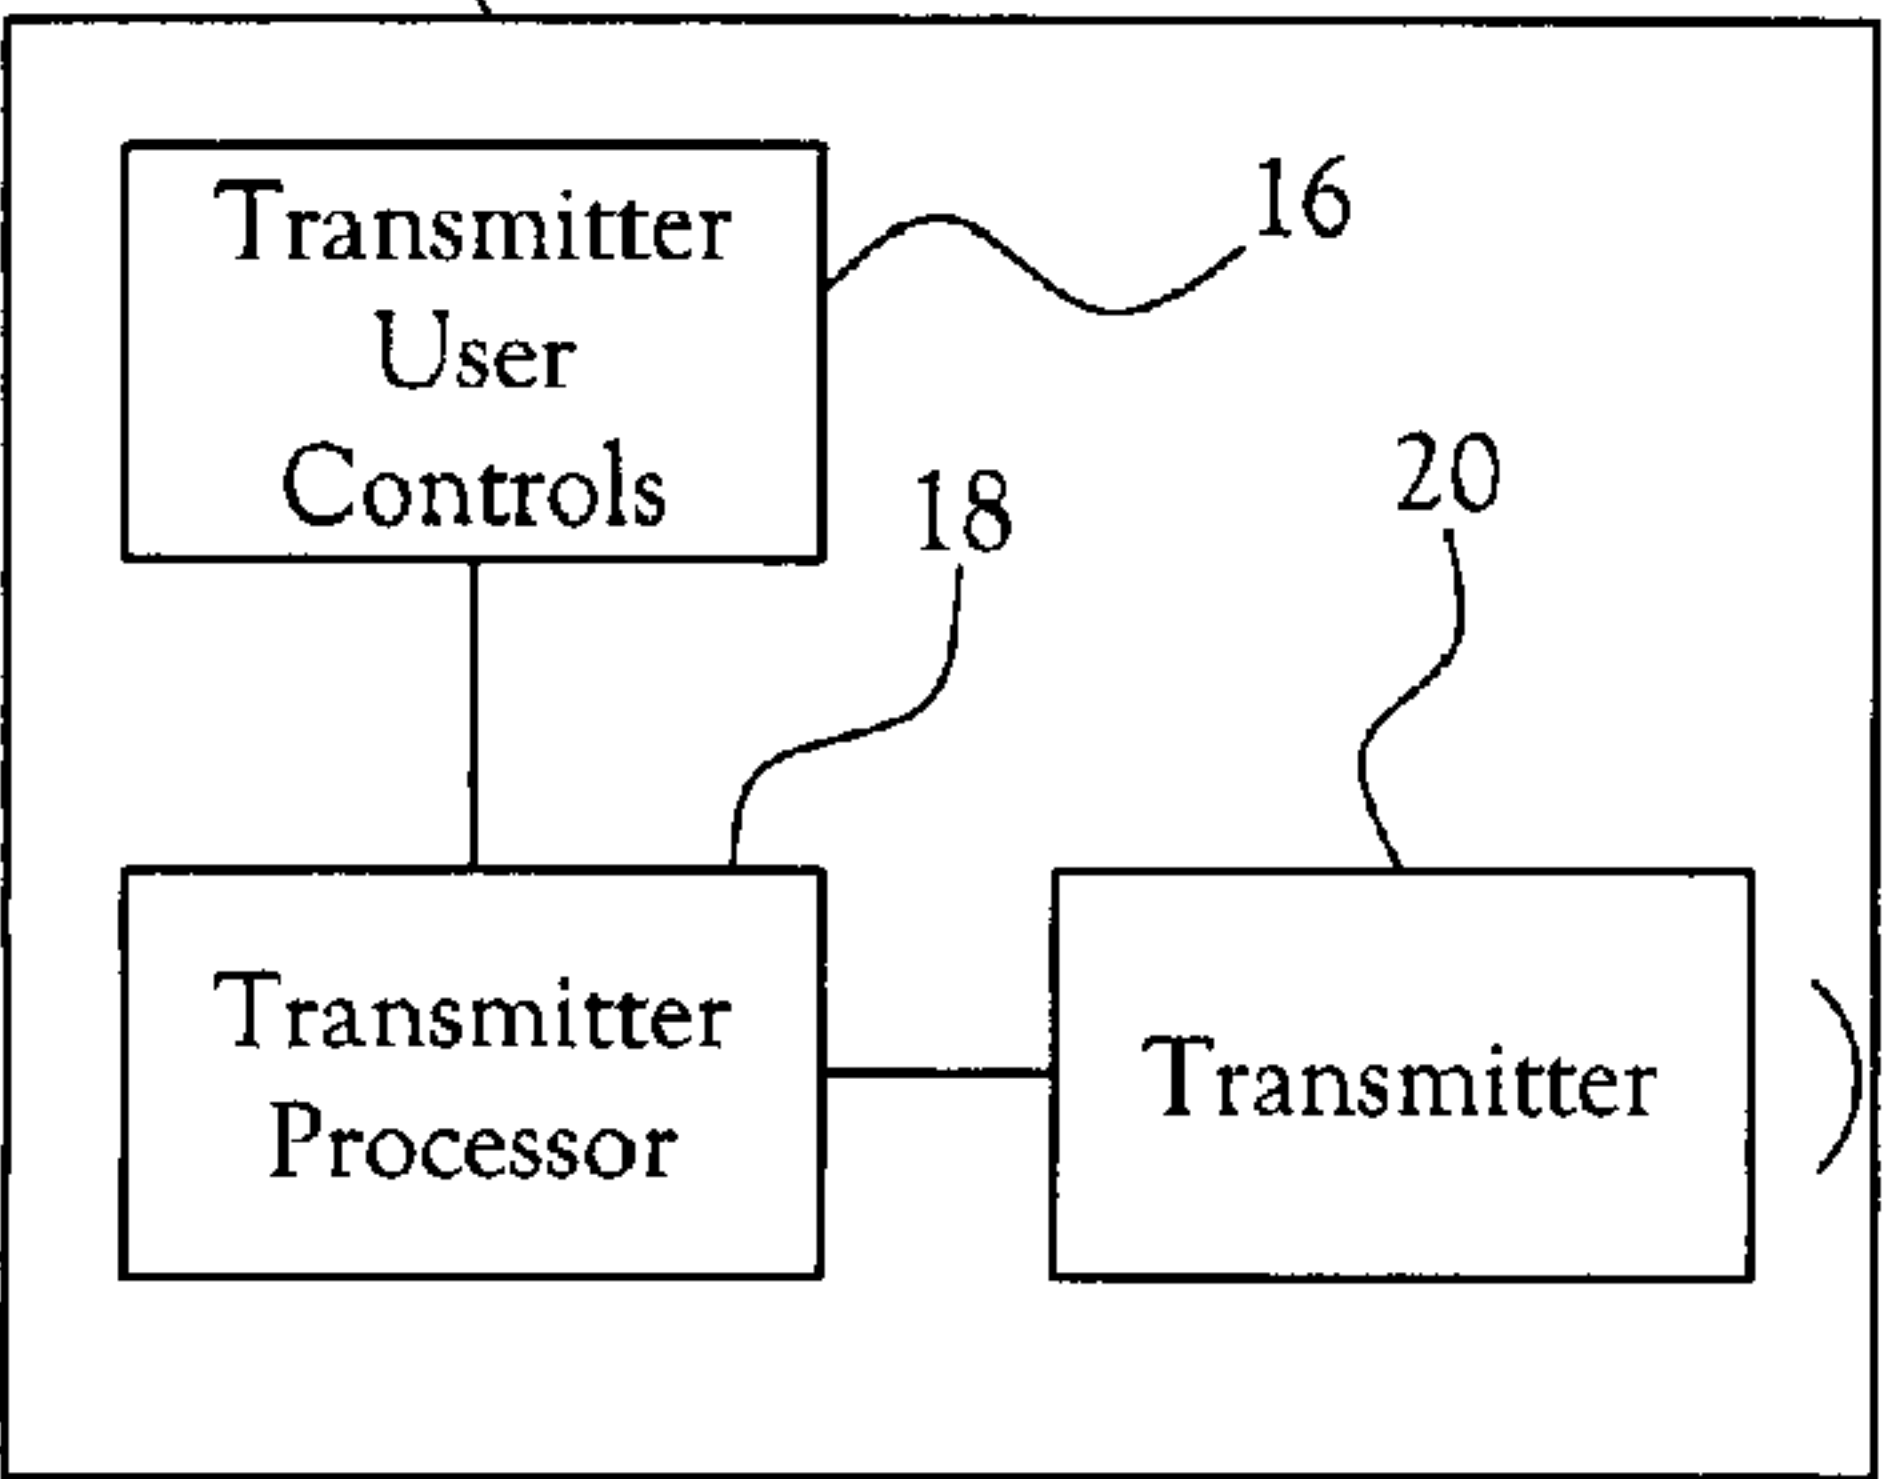 Transmitter
User
Controls
16
18
20
Transmitter
Processor
Transmitter